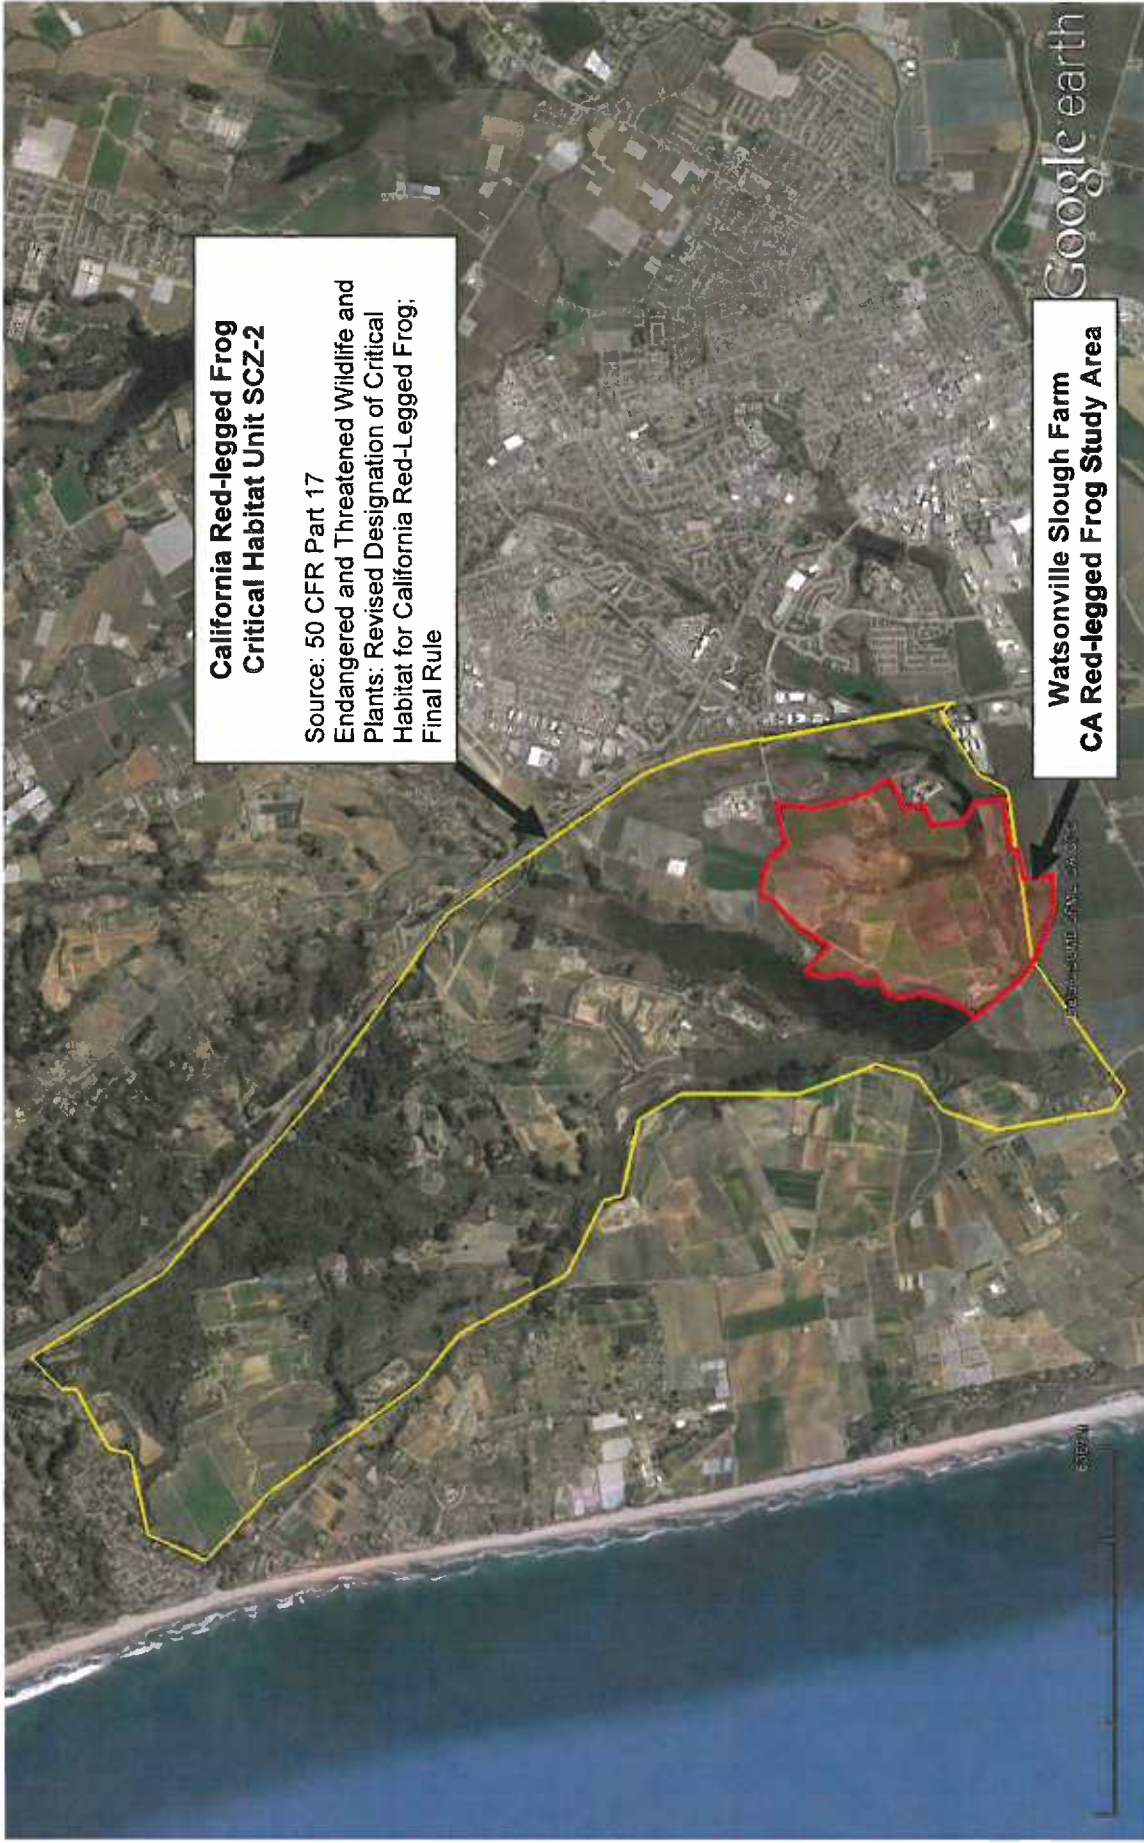 California Red-legged Frog
Critical Habitat Unit SCZ-2
Source: 50 CFR Part 17
Endangered and Threatened Wildlife and
Plants: Revised Designation of Critical
Habitat for California Red-Legged Frog;
Final Rule
Watsonville Slough Farm
CA Red-legged Frog Study Area
Google earth